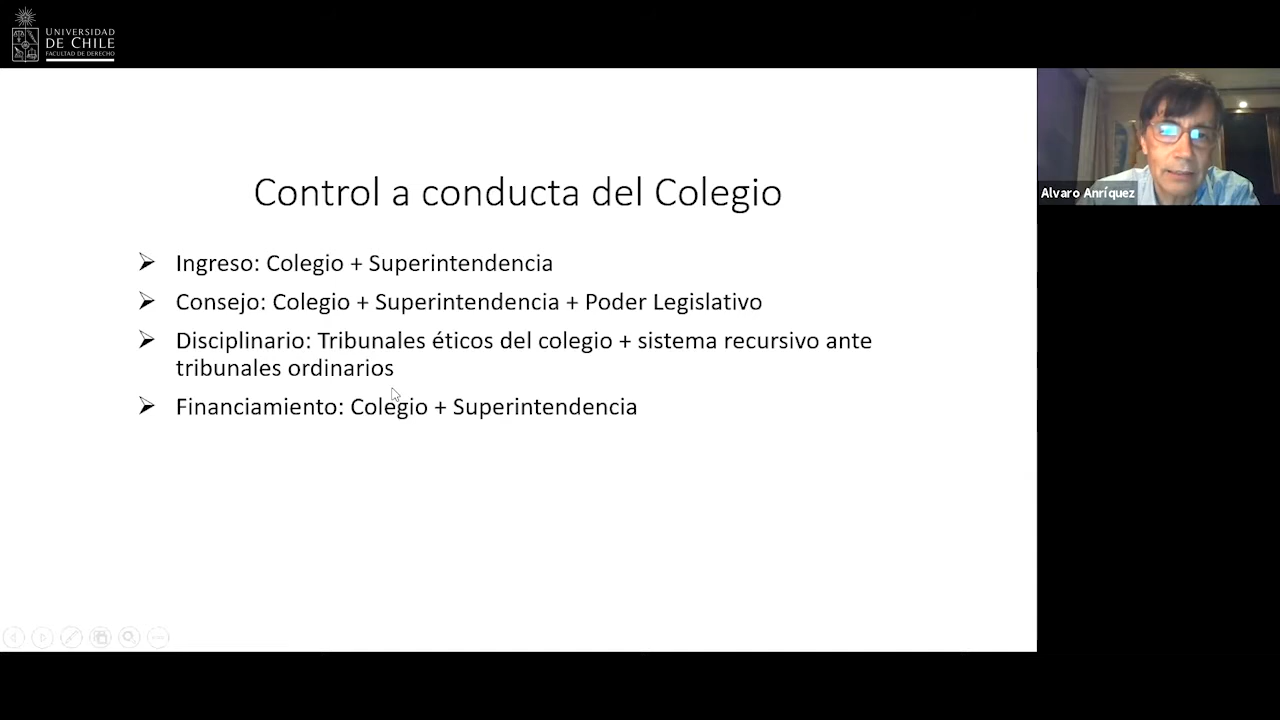 UNIVERSIDAD
DE CHILE
FACULTAD DE DERECHO
Control a conducta del Colegio
Ingreso: Colegio + Superintendencia
Consejo: Colegio + Superintendencia + Poder Legislativo
Disciplinario: Tribunales éticos del colegio + sistema recursivo ante
tribunales ordinarios
Financiamiento: Colegio + Superintendencia
Alvaro Anríquez